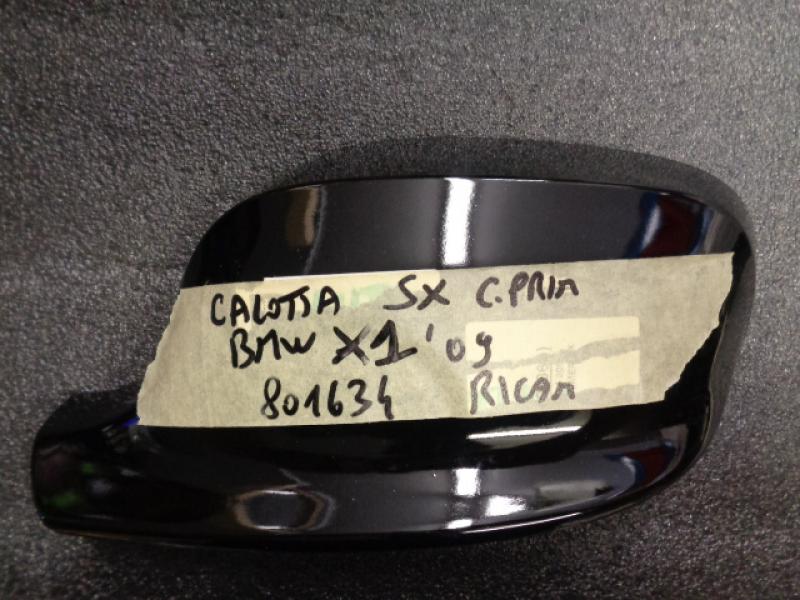 CALOTTA SX C.PRIM
BMW X1 '09
801634 RICAM